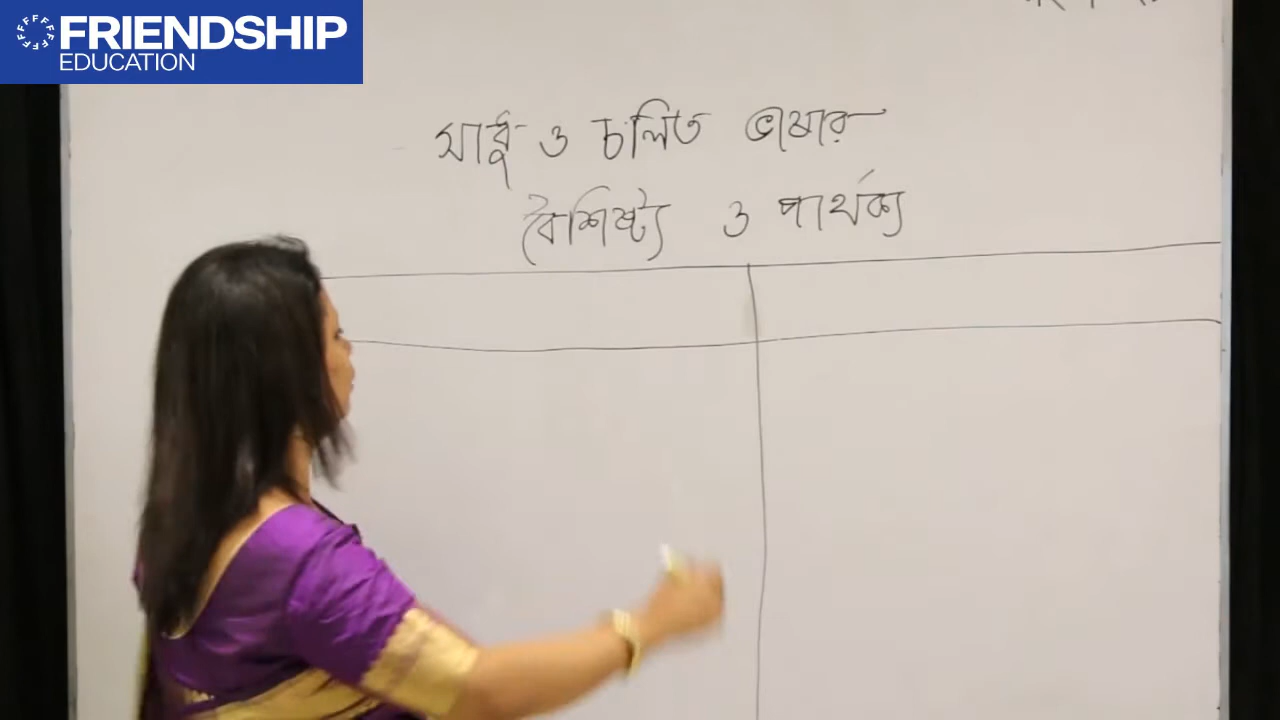 FRIENDSHIP
EDUCATION
সাধু ও চলিত ভাষার
বৈশিষ্ট্য ও পার্থক্য